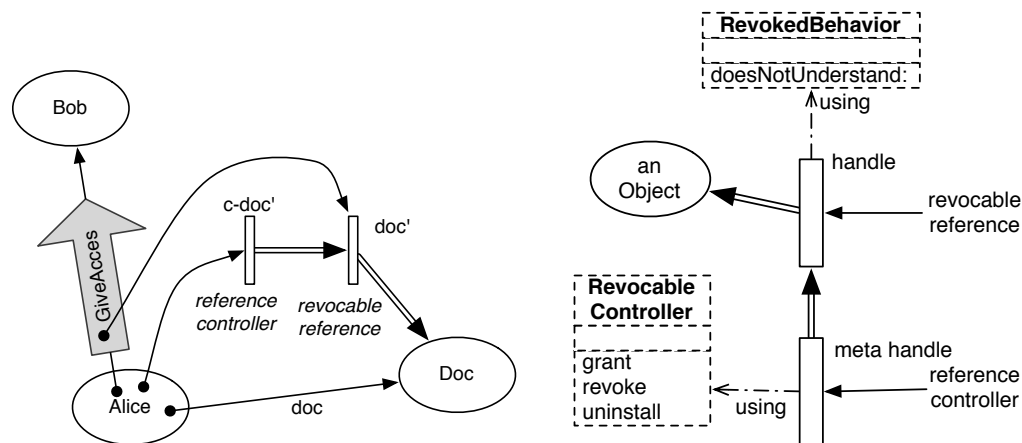 Bob
GiveAcces
c-doc'
doc'
reference
controller
revocable
reference
Alice
doc
Doc
RevokedBehavior
doesNotUnderstand:
using
an
Object
handle
revocable
reference
Revocable
Controller
grant
revoke
uninstall
using
meta handle
reference
controller